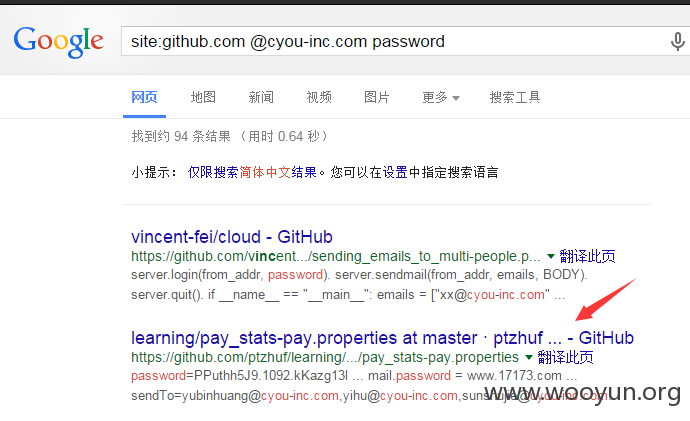 Google
site:github.com @cyou-inc.com password
网页 地图 新闻 视频 图片 更多 搜索工具
找到约 94 条结果 （用时 0.64 秒）
小提示： 仅限搜索简体中文结果。您可以在设置中指定搜索语言
vincent-fei/cloud - GitHub
https://github.com/vincent.../sending_emails_to_multi-people.p... 翻译此页
server.login(from_addr, password). server.sendmail(from_addr, emails, BODY).
server.quit(). if __name__ == "__main__": emails = ["xx@cyou-inc.com" ...
learning/pay_stats-pay.properties at master · ptzhuf ... - GitHub
https://github.com/ptzhuf/learning/.../pay_stats-pay.properties 翻译此页
password=PPuthh5J9.1092.kKazg13l ... mail.password = www.17173.com ...
sendTo=yubinhuang@cyou-inc.com,yihu@cyou-inc.com,sunshujie@cyou-inc.com
www.wooyun.org